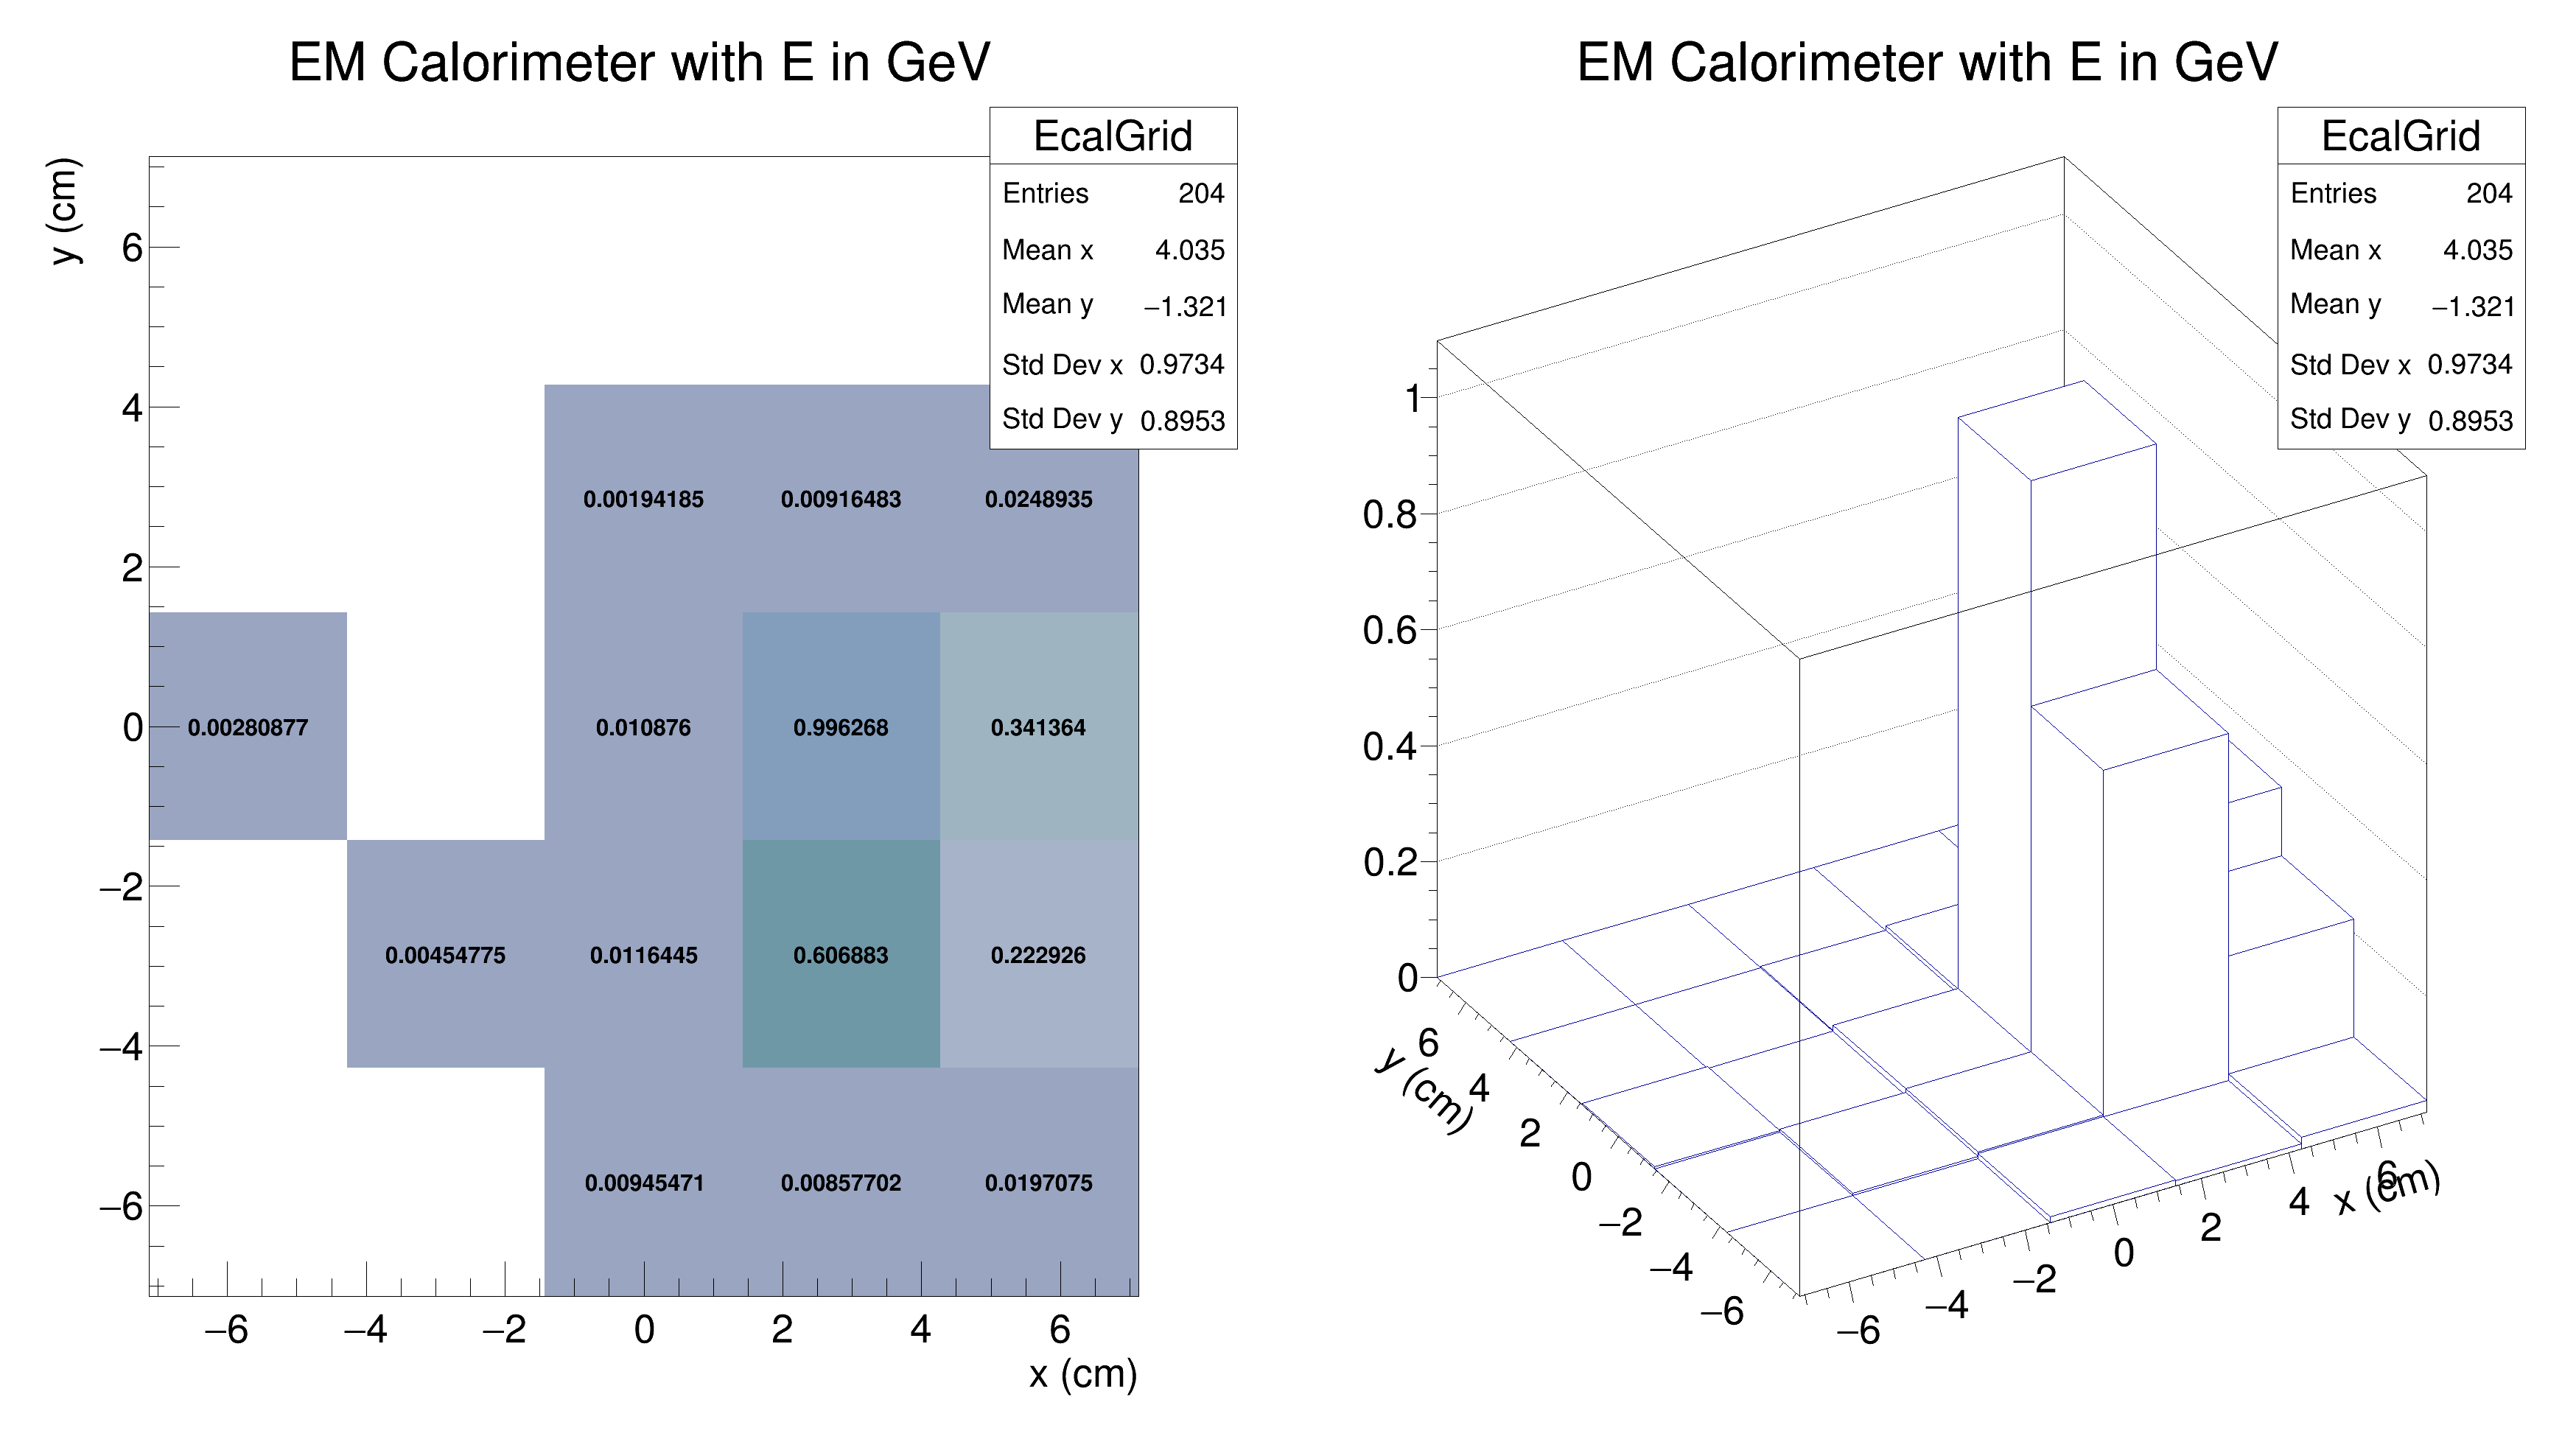 EM Calorimeter with E in GeV
EcalGrid
Entries 204
Mean x 4.035
Mean y −1.321
Std Dev x 0.9734
Std Dev y 0.8953
y (cm)
6
4
2
0
−2
−4
−6
0.00194185 0.00916483 0.0248935
0.00280877 0.010876 0.996268 0.341364
0.00454775 0.0116445 0.606883 0.222926
0.00945471 0.00857702 0.0197075
−6 −4 −2 0 2 4 6
x (cm)
EM Calorimeter with E in GeV
EcalGrid
Entries 204
Mean x 4.035
Mean y −1.321
Std Dev x 0.9734
Std Dev y 0.8953
1
0.8
0.6
0.4
0.2
0
y (cm)
6
4
2
0
−2
−4
−6
−6 −4 −2 0 2 4 6
x (cm)